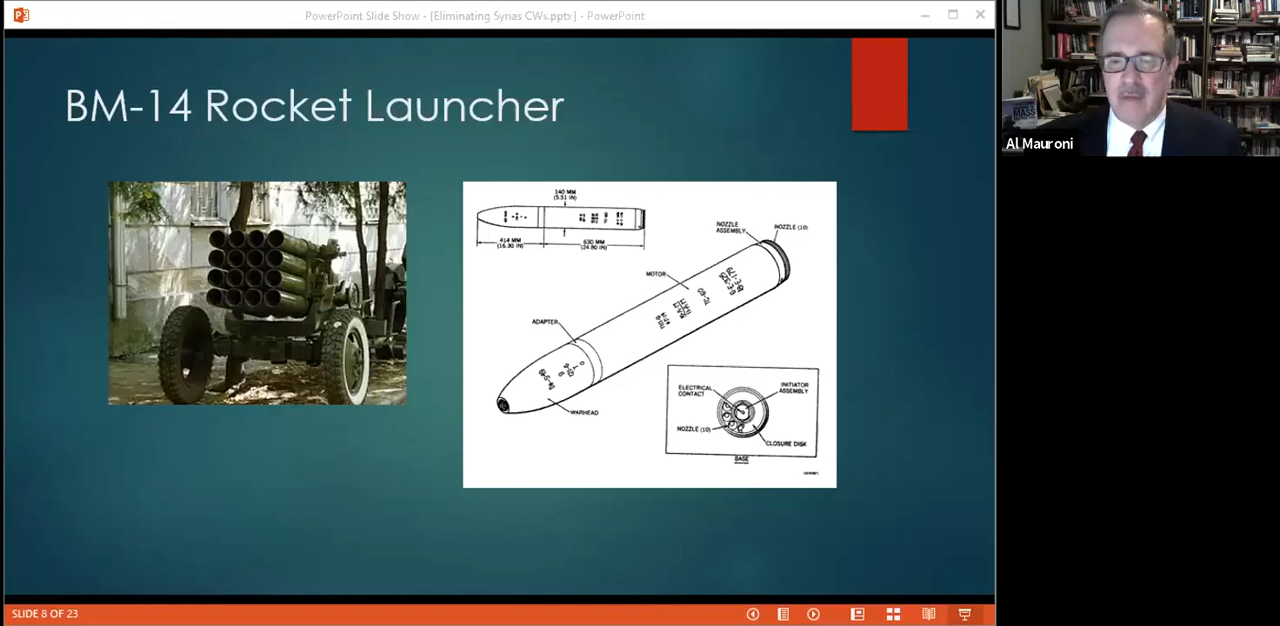 PowerPoint Slide Show - [Eliminating Syrias CWs.pptx] - PowerPoint
BM-14 Rocket Launcher
140 MM
(5.51 IN)
414 MM
(16.30 IN)
630 MM
(24.80 IN)
NOZZLE
ASSEMBLY
NOZZLE (10)
MOTOR
ADAPTER
WARHEAD
ELECTRICAL
CONTACT
INITIATOR
ASSEMBLY
NOZZLE (10)
CLOSURE DISK
BASE
Al Mauroni
MASS
SLIDE 8 OF 23